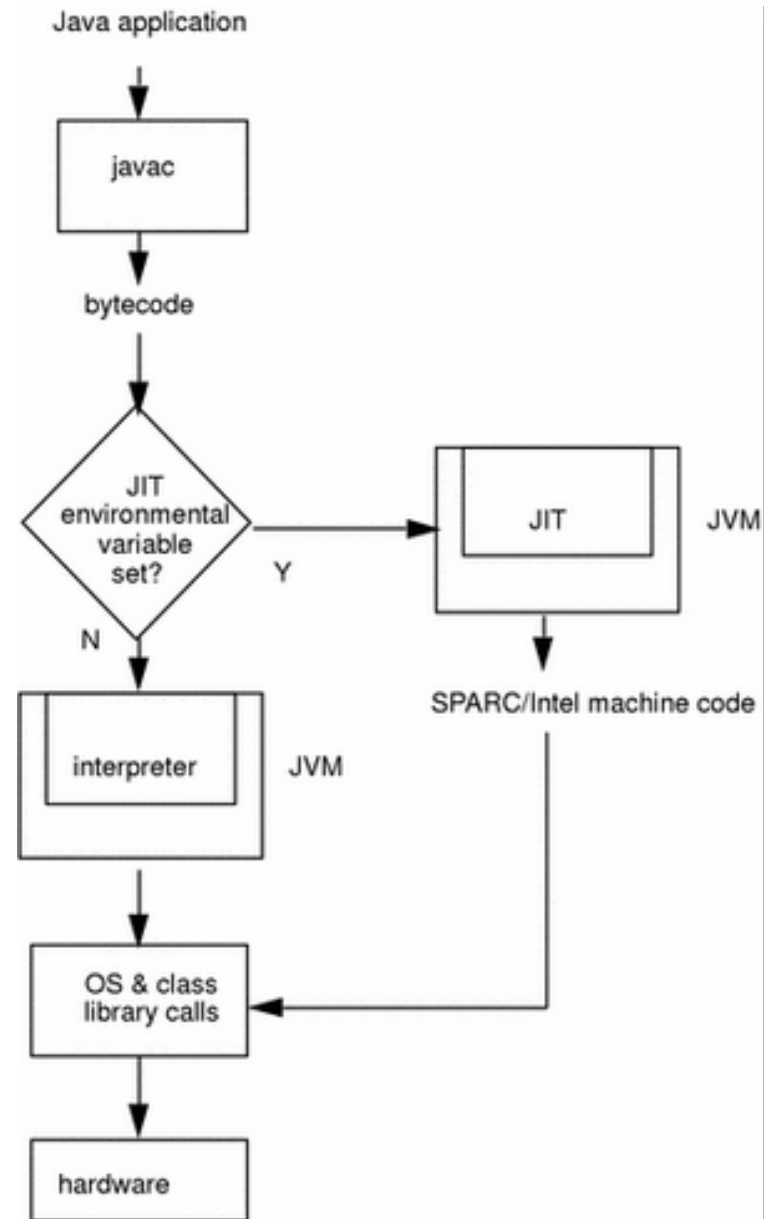 Java application
javac
bytecode
JIT
environmental
variable
set?
Y
N
JIT
JVM
SPARC/Intel machine code
interpreter
JVM
OS & class
library calls
hardware